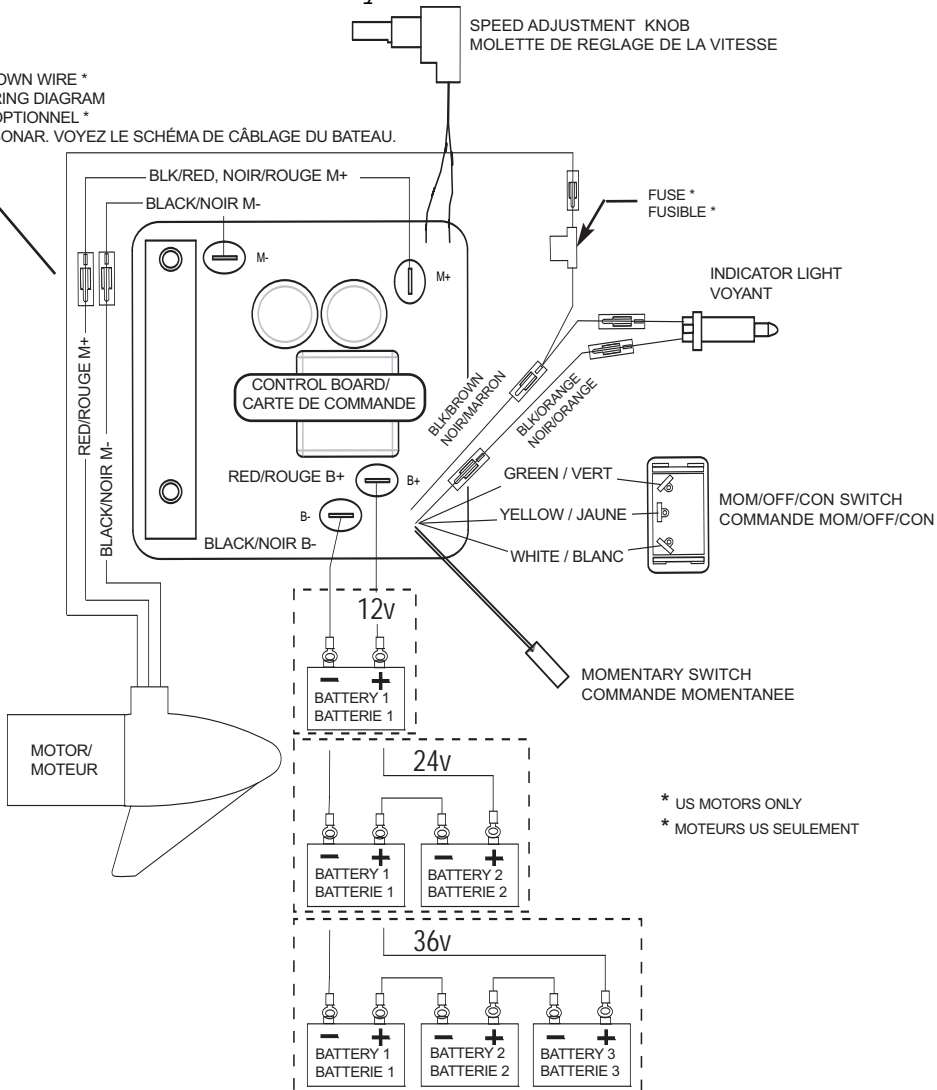 SPEED ADJUSTMENT KNOB
MOLETTE DE REGLAGE DE LA VITESSE
OWN WIRE *
RING DIAGRAM
OPTIONNEL *
SONAR. VOYEZ LE SCHÉMA DE CÂBLAGE DU BATEAU.
BLK/RED, NOIR/ROUGE M+
BLACK/NOIR M-
FUSE *
FUSIBLE *
M-
M+
INDICATOR LIGHT
VOYANT
RED/ROUGE M+
BLACK/NOIR M-
CONTROL BOARD/
CARTE DE COMMANDE
BLK/BROWN
NOIR/MARRON
BLK/ORANGE
NOIR/ORANGE
RED/ROUGE B+
B+
B-
BLACK/NOIR B-
GREEN / VERT
YELLOW / JAUNE
WHITE / BLANC
MOM/OFF/CON SWITCH
COMMANDE MOM/OFF/CON
12v
BATTERY 1
BATTERIE 1
MOMENTARY SWITCH
COMMANDE MOMENTANEE
MOTOR/
MOTEUR
24v
BATTERY 1
BATTERIE 1
BATTERY 2
BATTERIE 2
* US MOTORS ONLY
* MOTEURS US SEULEMENT
36v
BATTERY 1
BATTERIE 1
BATTERY 2
BATTERIE 2
BATTERY 3
BATTERIE 3